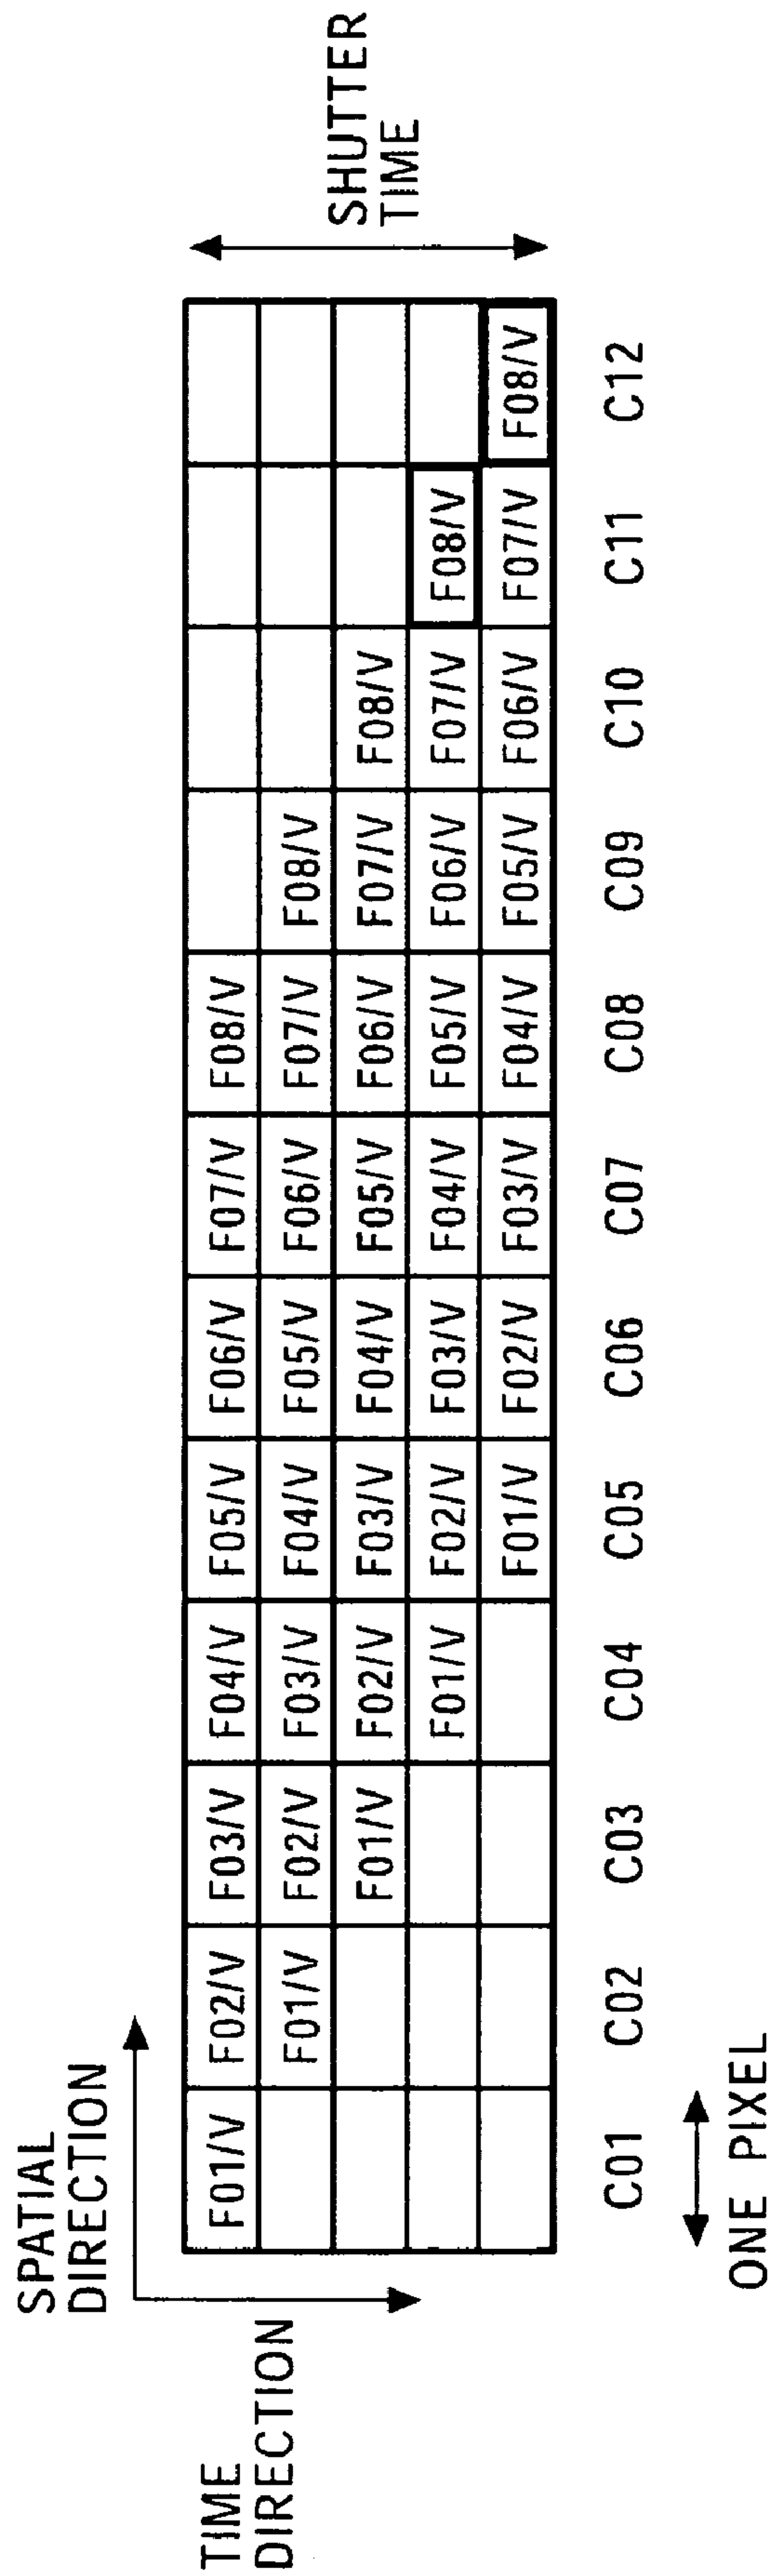 SPATIAL
DIRECTION
TIME
DIRECTION
F01/V F02/V F03/V F04/V F05/V F06/V F07/V F08/V
F01/V F02/V F03/V F04/V F05/V F06/V F07/V F08/V
F01/V F02/V F03/V F04/V F05/V F06/V F07/V F08/V
F01/V F02/V F03/V F04/V F05/V F06/V F07/V F08/V
F01/V F02/V F03/V F04/V F05/V F06/V F07/V F08/V
SHUTTER
TIME
C01 C02 C03 C04 C05 C06 C07 C08 C09 C10 C11 C12
ONE PIXEL